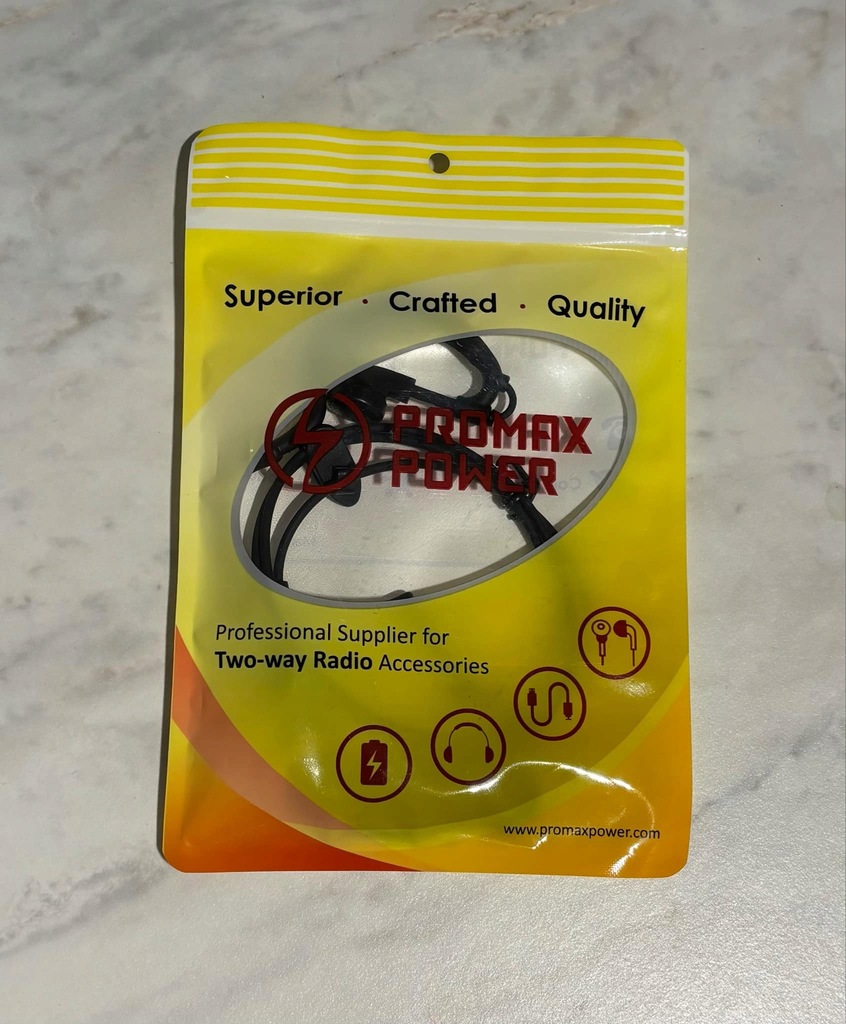 Superior · Crafted · Quality
PROMAX
POWER
Professional Supplier for
Two-way Radio Accessories
www.promaxpower.com